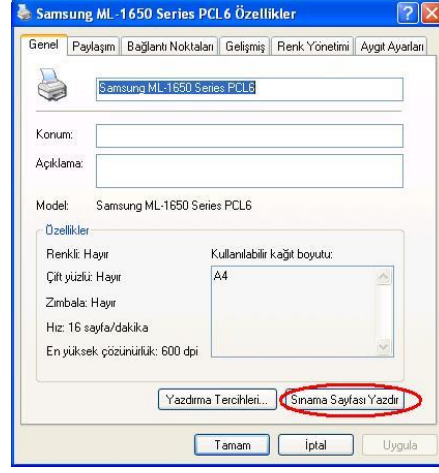 Samsung ML-1650 Series PCL6 Özellikler
Genel Paylaşım Bağlantı Noktaları Gelişmiş Renk Yönetimi Aygıt Ayarları
Samsung ML-1650 Series PCL6
Konum:
Açıklama:
Model: Samsung ML-1650 Series PCL6
Özellikler
Renkli: Hayır Kullanılabilir kağıt boyutu:
Çift yüzlü: Hayır A4
Zımbala: Hayır
Hız: 16 sayfa/dakika
En yüksek çözünürlük: 600 dpi
Yazdırma Tercihleri... Sınama Sayfası Yazdır
Tamam İptal Uygula